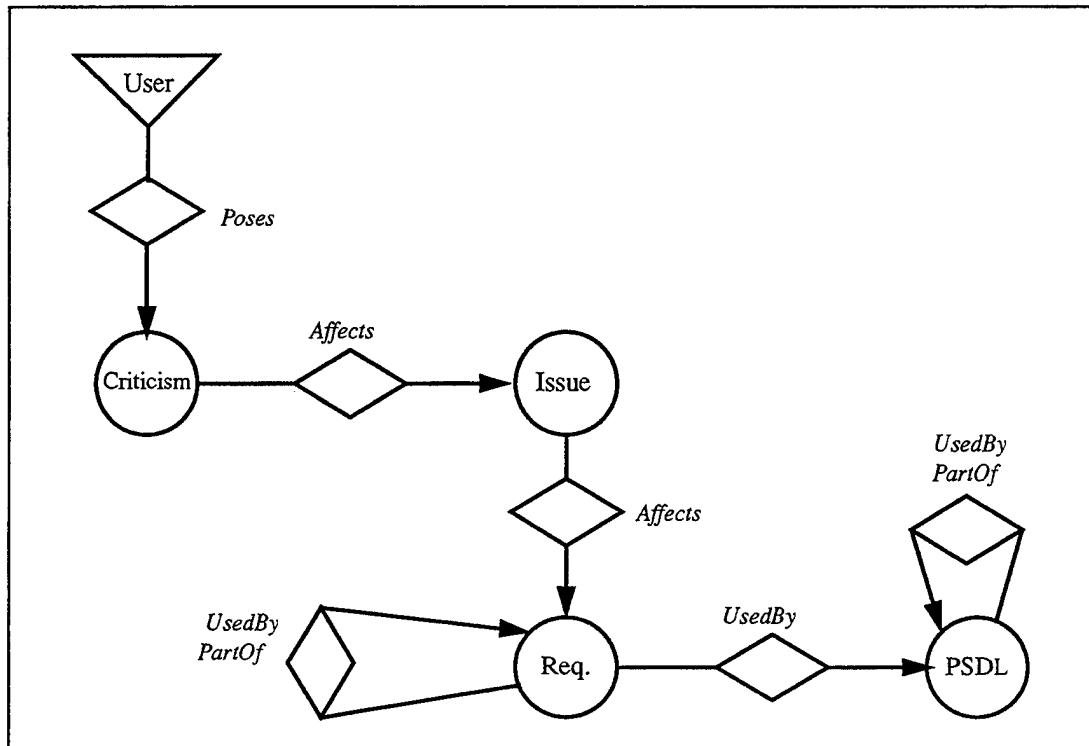 User
Poses
Affects
Criticism
Issue
UsedBy
PartOf
Affects
UsedBy
PartOf
UsedBy
Req.
PSDL